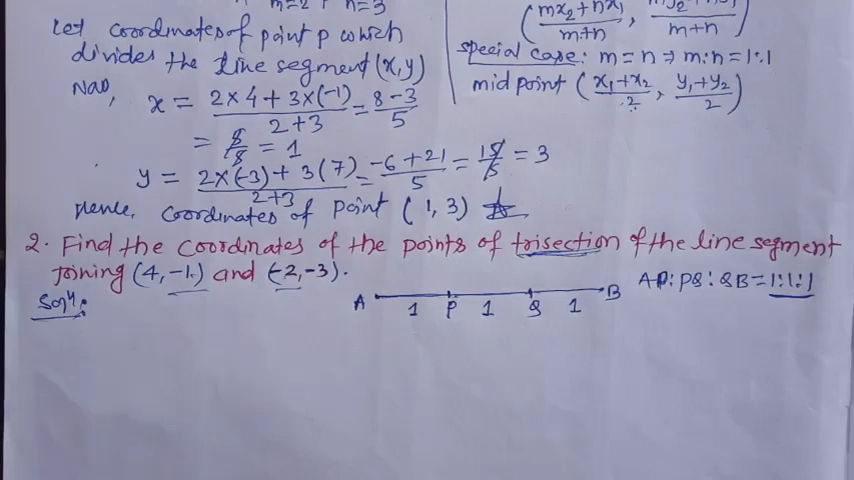 m=2, n=3
Let coordinates of point p which
divides the line segment (x,y)
Now,
x = 2×4+3×(-1)/2+3 = 8-3/5
= 5/5 = 1
y = 2×(-3)+3(7)/2+3 = -6+21/5 = 15/5 = 3
Hence, coordinates of point (1,3)
(mx2+nx1/m+n, my2+ny1/m+n)
special case: m=n ⇒ m:n=1:1
mid point (x1+x2/2, y1+y2/2)
2. Find the coordinates of the points of trisection of the line segment
joining (4,-1) and (-2,-3).
Solⁿ:
A P Q B
1 1 1
AP:PQ:QB=1:1:1